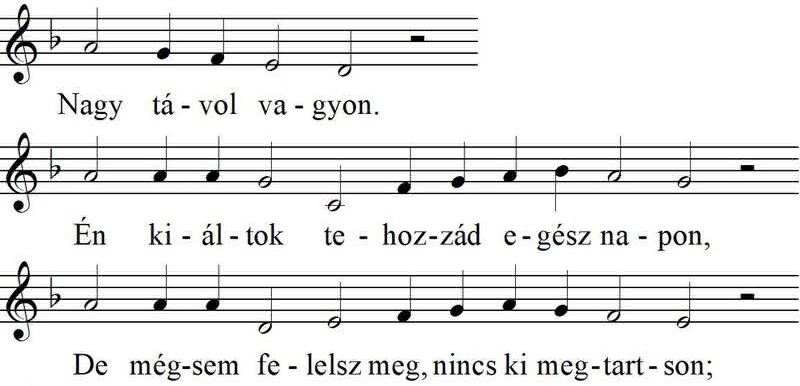 Nagy tá - vol va - gyon.
Én ki - ál - tok te - hoz - zád e - gész na - pon,
De még-sem fe - lelsz meg, nincs ki meg - tart - son;